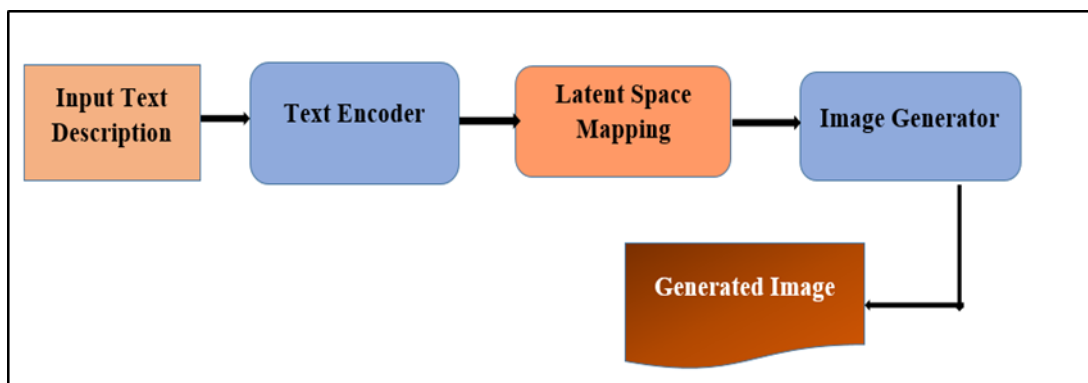 Input Text
Description
Text Encoder
Latent Space
Mapping
Image Generator
Generated Image